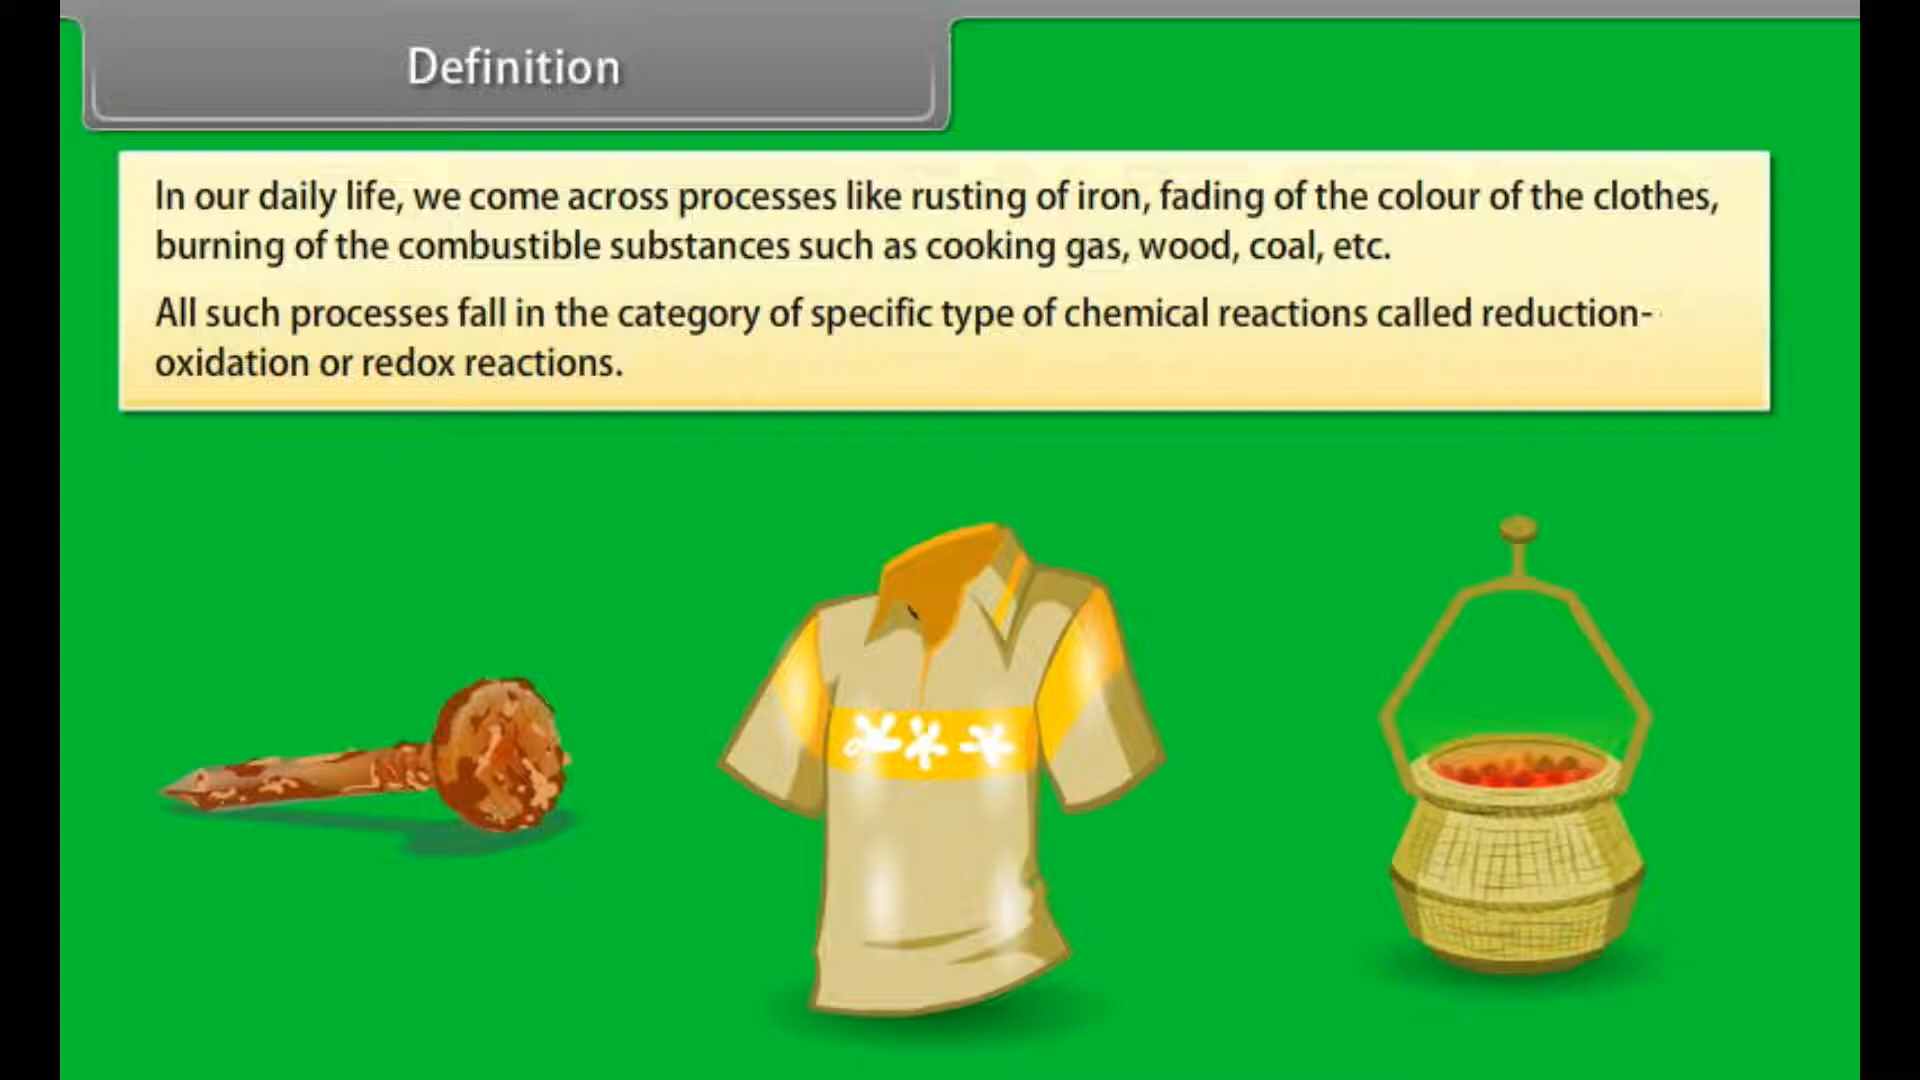 Definition
In our daily life, we come across processes like rusting of iron, fading of the colour of the clothes,
burning of the combustible substances such as cooking gas, wood, coal, etc.
All such processes fall in the category of specific type of chemical reactions called reduction-
oxidation or redox reactions.